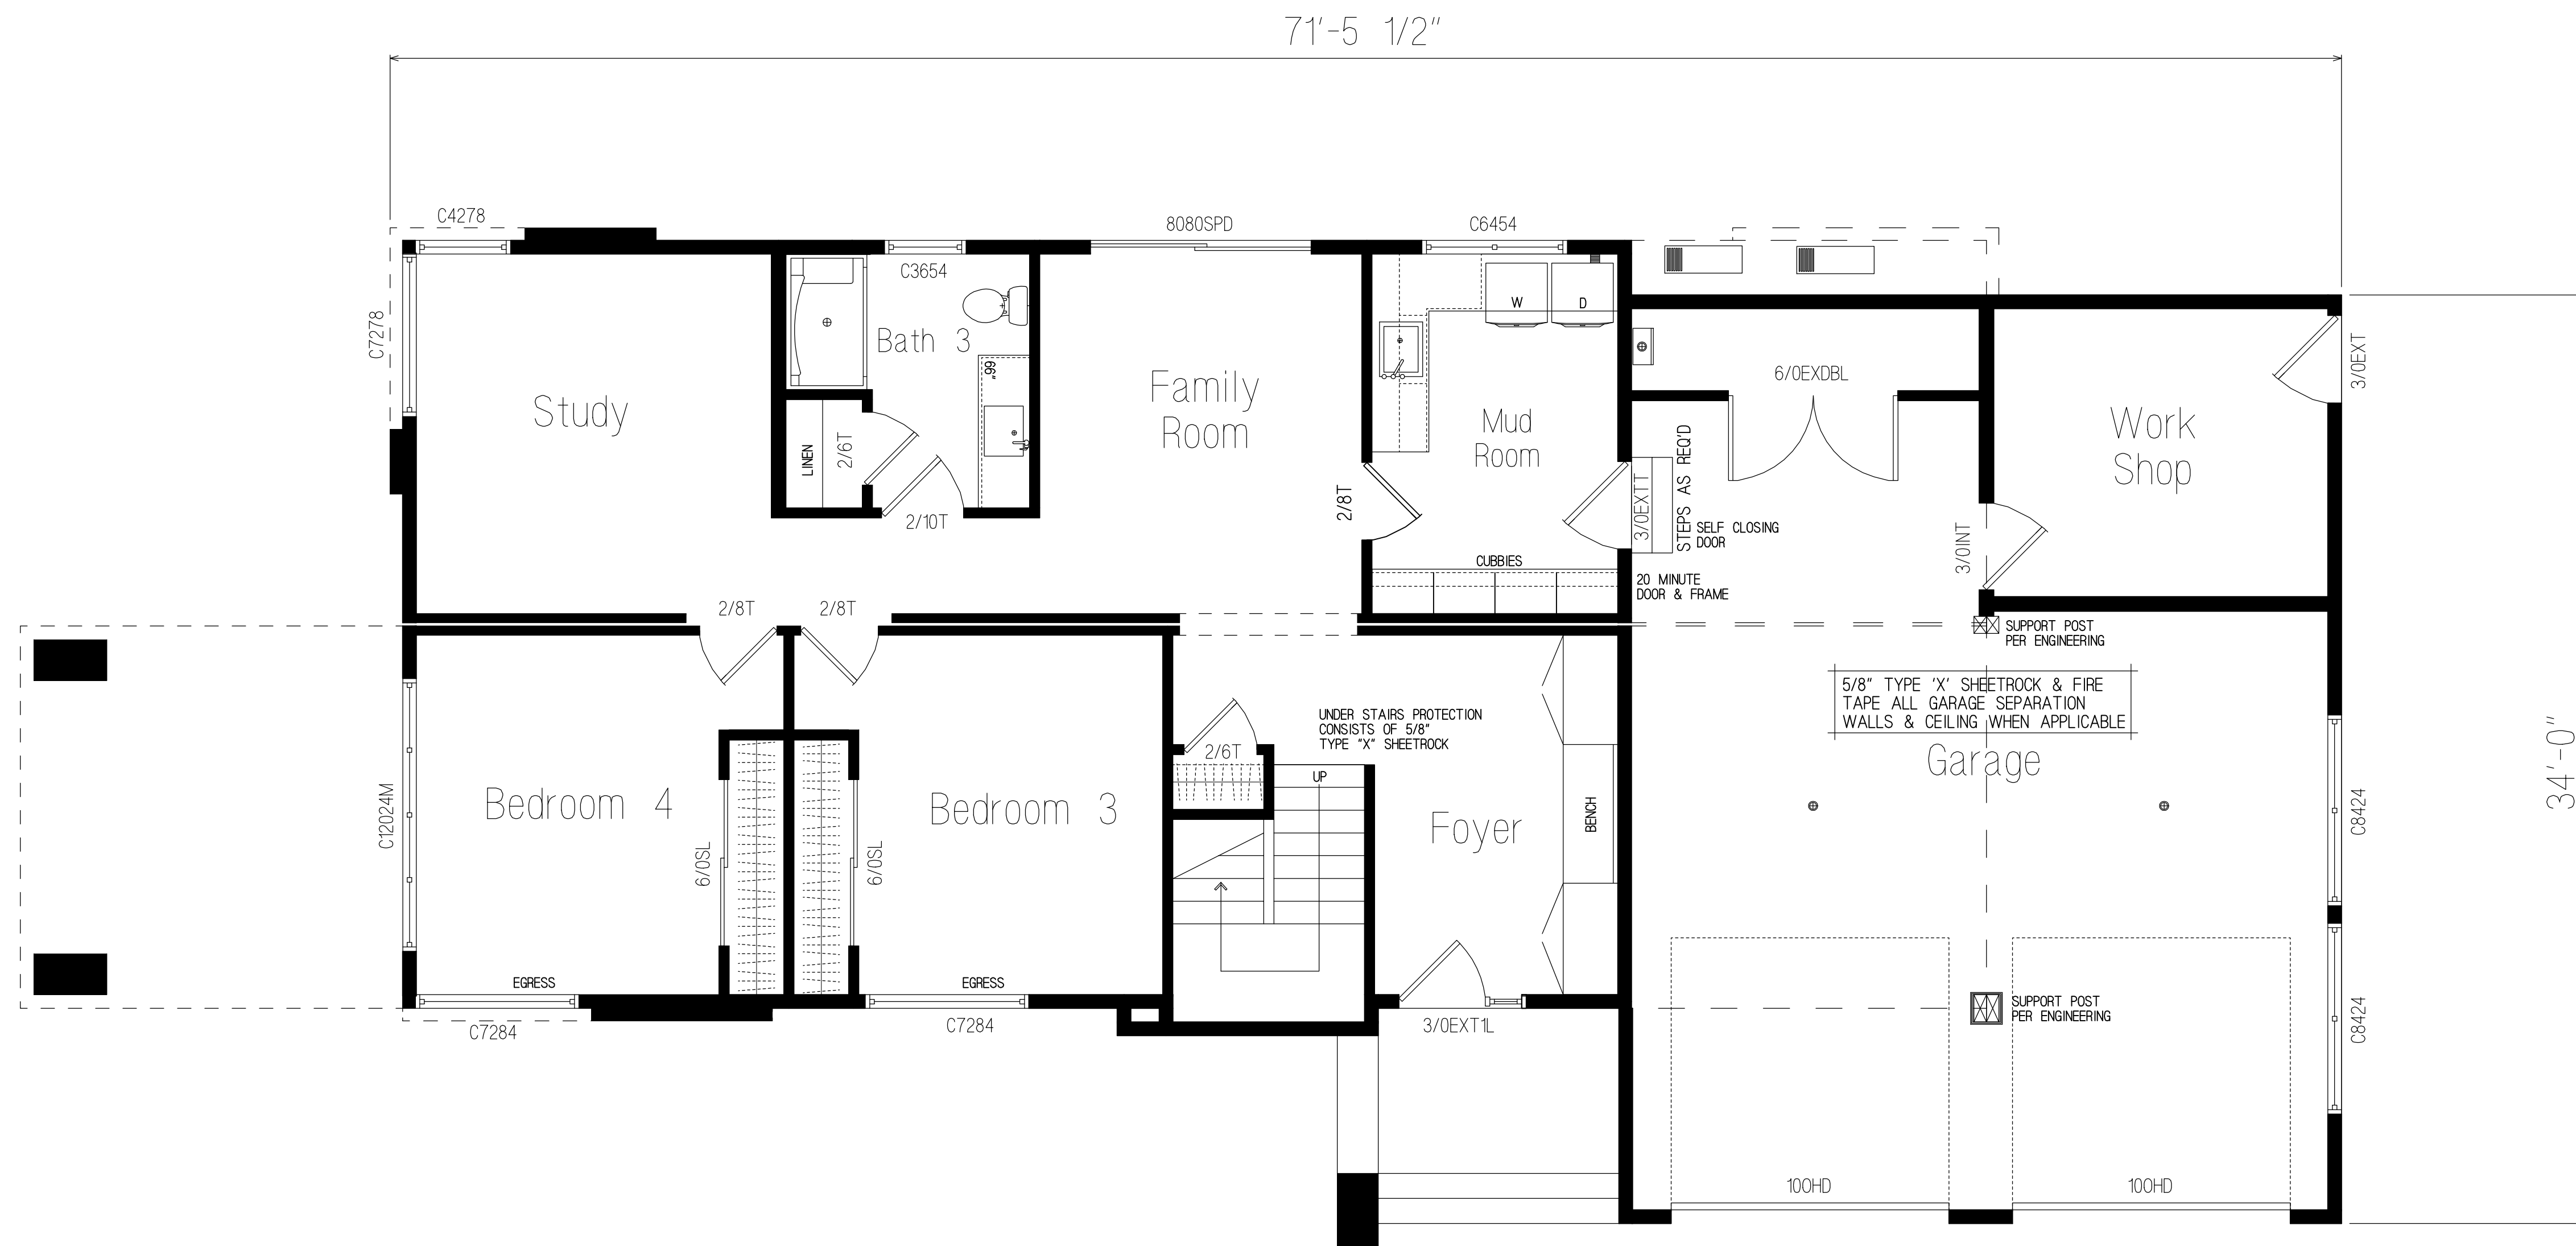 71'-5 1/2"
C4278
8080SPD
C6454
C3654
C7278
W
D
Bath 3
66"
Study
Family
Room
Mud
Room
6/0EXDBL
3/0EXT
Work
Shop
LINEN
2/6T
2/10T
2/8T
3/0EXTT
STEPS AS REQ'D
SELF CLOSING
DOOR
3/0INT
CUBBIES
20 MINUTE
DOOR & FRAME
2/8T
2/8T
SUPPORT POST
PER ENGINEERING
5/8" TYPE 'X' SHEETROCK & FIRE
TAPE ALL GARAGE SEPARATION
WALLS & CEILING WHEN APPLICABLE
Garage
UNDER STAIRS PROTECTION
CONSISTS OF 5/8"
TYPE "X" SHEETROCK
2/6T
UP
34'-0"
C12024M
Bedroom 4
6/0SL
6/0SL
Bedroom 3
Foyer
BENCH
C8424
EGRESS
EGRESS
C7284
C7284
3/0EXT1L
SUPPORT POST
PER ENGINEERING
C8424
100HD
100HD